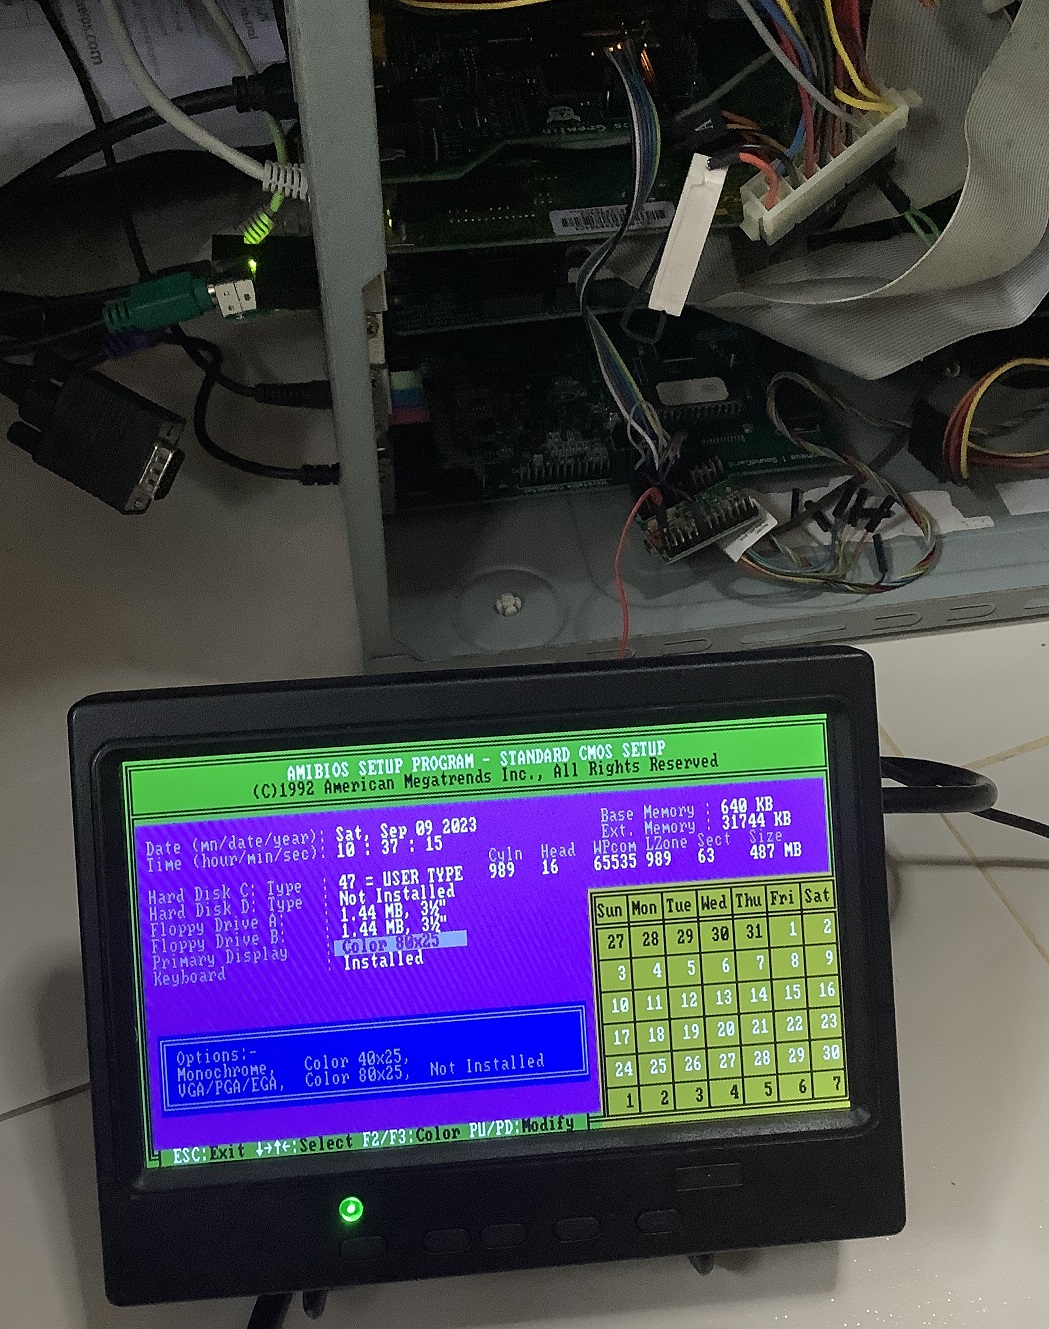 Gremlin
AMIBIOS SETUP PROGRAM - STANDARD CMOS SETUP
(C)1992 American Megatrends Inc., All Rights Reserved
Date (mn/date/year): Sat, Sep 09 2023
Time (hour/min/sec): 10 : 37 : 15
Base Memory : 640 KB
Ext. Memory : 31744 KB
Cyln Head WPcom LZone Sect Size
Hard Disk C: Type : 47 = USER TYPE 989 16 65535 989 63 487 MB
Hard Disk D: Type : Not Installed
Floppy Drive A: : 1.44 MB, 3½"
Floppy Drive B: : 1.44 MB, 3½"
Primary Display : Color 80x25
Keyboard : Installed
Sun Mon Tue Wed Thu Fri Sat
27 28 29 30 31 1 2
3 4 5 6 7 8 9
10 11 12 13 14 15 16
17 18 19 20 21 22 23
24 25 26 27 28 29 30
1 2 3 4 5 6 7
Options:-
Monochrome, Color 40x25,
VGA/PGA/EGA, Color 80x25, Not Installed
ESC:Exit ↓→↑←:Select F2/F3:Color PU/PD:Modify